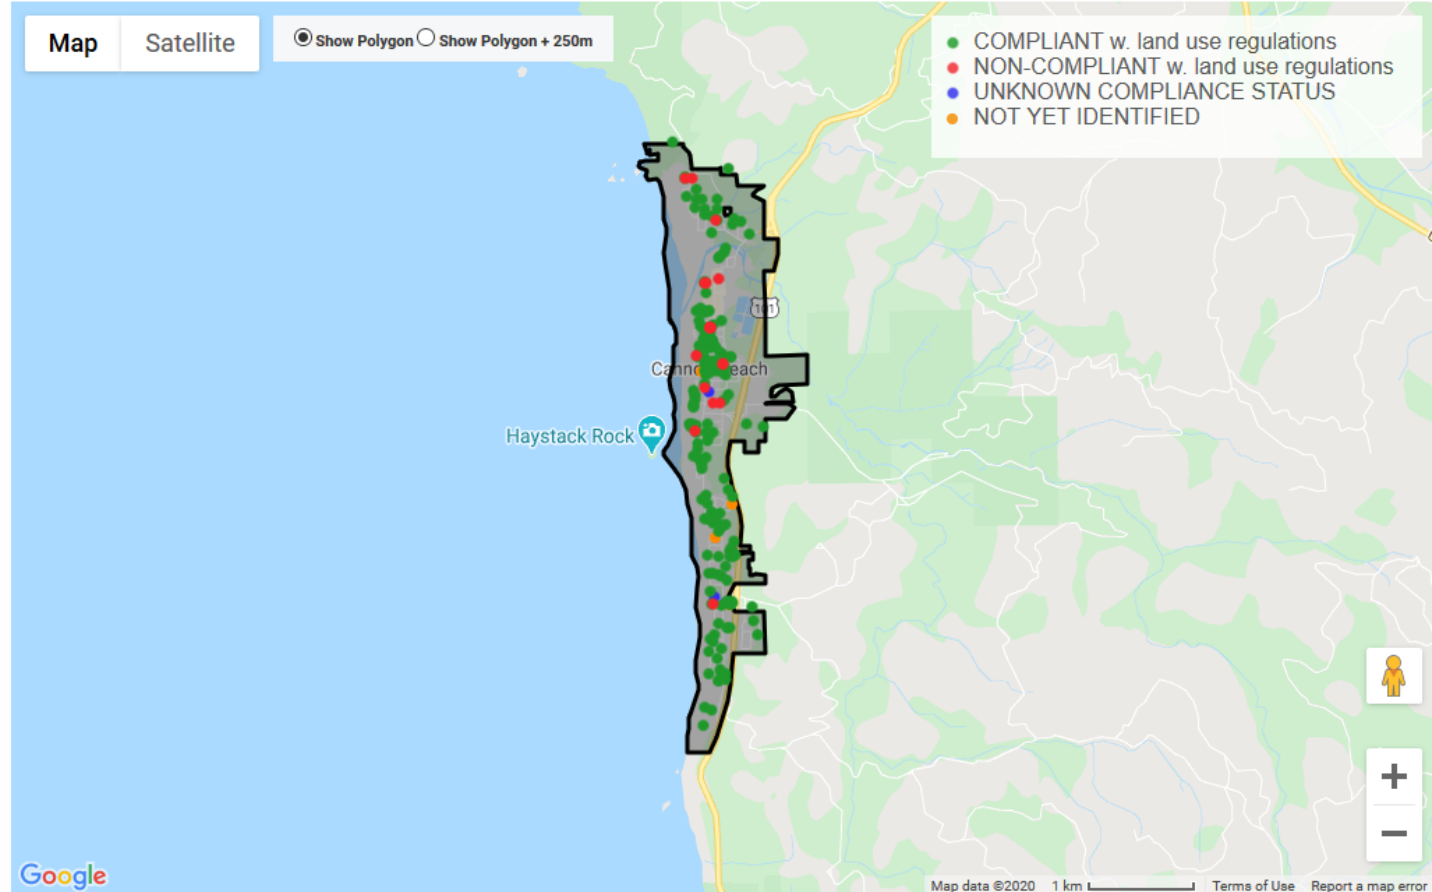 Map Satellite
Show Polygon Show Polygon + 250m
COMPLIANT w. land use regulations
NON-COMPLIANT w. land use regulations
UNKNOWN COMPLIANCE STATUS
NOT YET IDENTIFIED
101
Haystack Rock
Google
Map data ©2020 1 km Terms of Use Report a map error